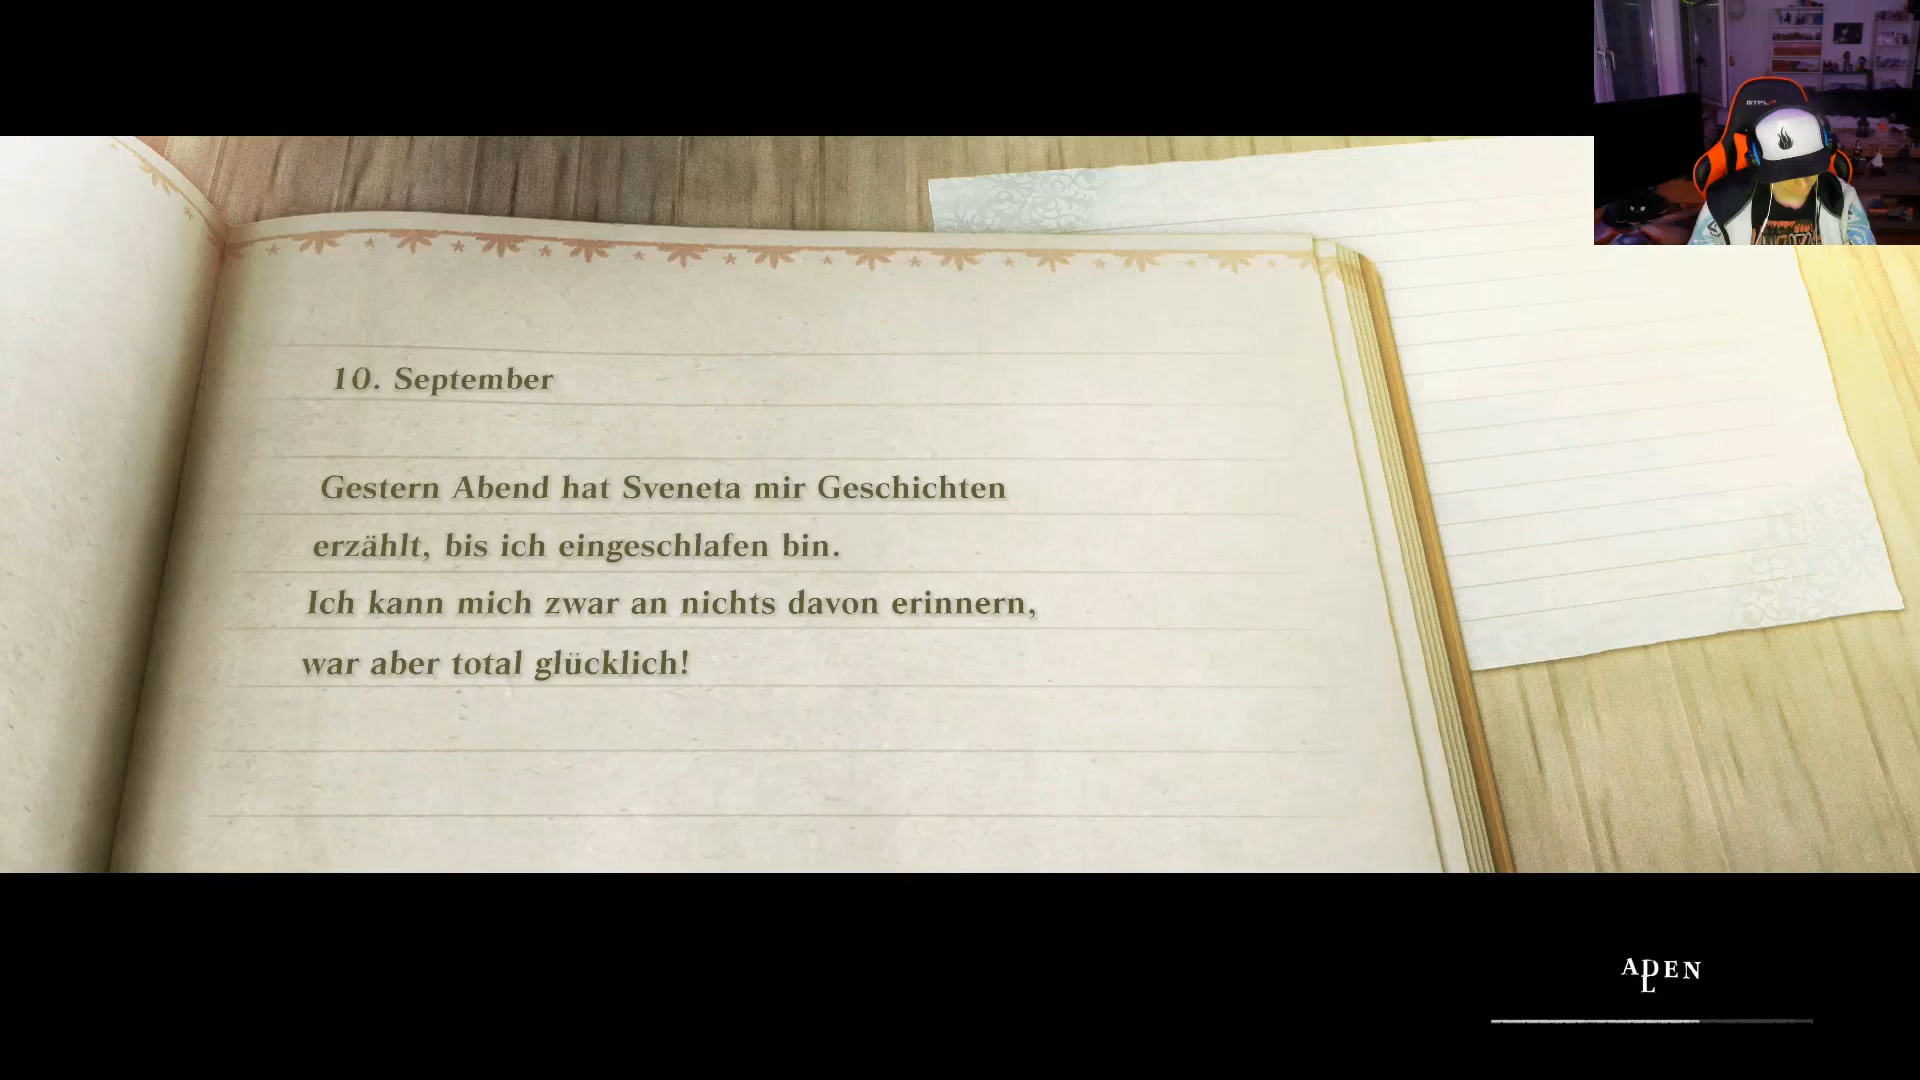 10. September
Gestern Abend hat Sveneta mir Geschichten
erzählt, bis ich eingeschlafen bin.
Ich kann mich zwar an nichts davon erinnern,
war aber total glücklich!
LADEN